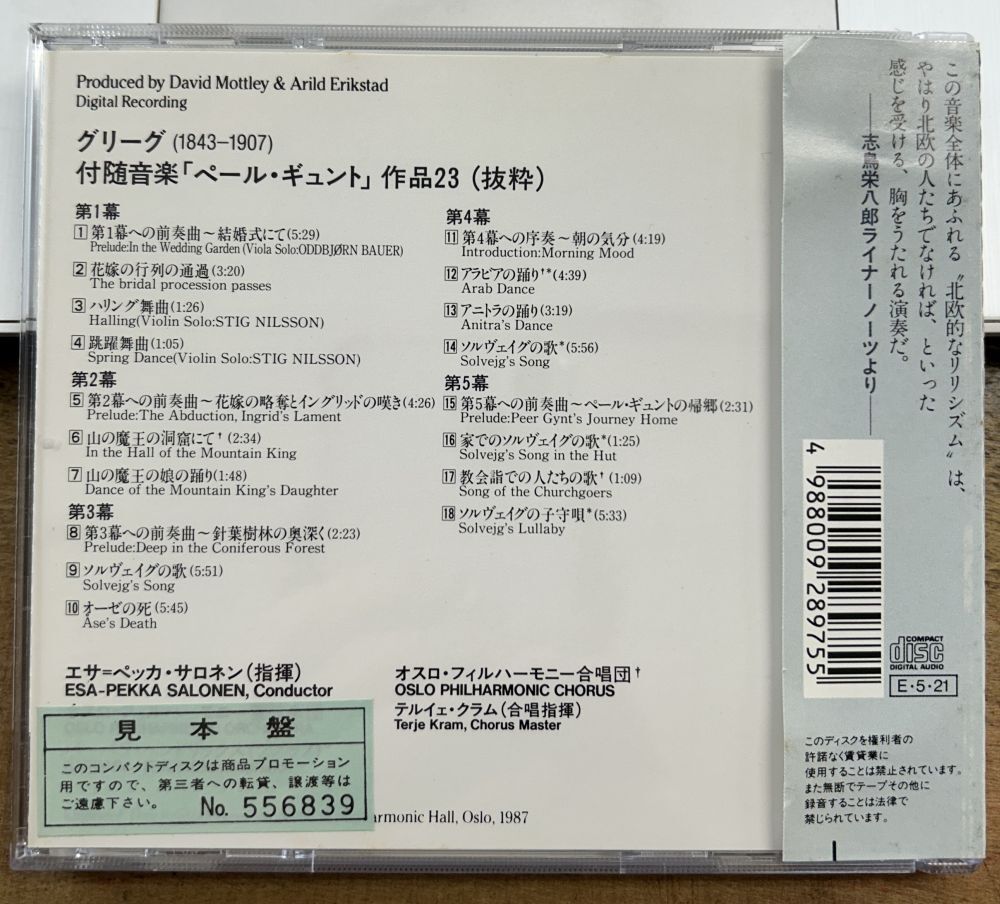 Produced by David Mottley & Arild Erikstad
Digital Recording
グリーグ (1843–1907)
付随音楽「ペール・ギュント」作品23 (抜粋)
第1幕
1 第1幕への前奏曲～結婚式にて(5:29)
Prelude:In the Wedding Garden (Viola Solo:ODDBJØRN BAUER)
2 花嫁の行列の通過(3:20)
The bridal procession passes
3 ハリング舞曲(1:26)
Halling(Violin Solo:STIG NILSSON)
4 跳躍舞曲(1:05)
Spring Dance(Violin Solo:STIG NILSSON)
第2幕
5 第2幕への前奏曲～花嫁の略奪とイングリッドの嘆き(4:26)
Prelude:The Abduction, Ingrid's Lament
6 山の魔王の洞窟にて† (2:34)
In the Hall of the Mountain King
7 山の魔王の娘の踊り(1:48)
Dance of the Mountain King's Daughter
第3幕
8 第3幕への前奏曲～針葉樹林の奥深く(2:23)
Prelude:Deep in the Coniferous Forest
9 ソルヴェイグの歌(5:51)
Solvejg's Song
10 オーゼの死(5:45)
Åse's Death
第4幕
11 第4幕への序奏～朝の気分(4:19)
Introduction:Morning Mood
12 アラビアの踊り†*(4:39)
Arab Dance
13 アニトラの踊り(3:19)
Anitra's Dance
14 ソルヴェイグの歌*(5:56)
Solvejg's Song
第5幕
15 第5幕への前奏曲～ペール・ギュントの帰郷(2:31)
Prelude:Peer Gynt's Journey Home
16 家でのソルヴェイグの歌*(1:25)
Solvejg's Song in the Hut
17 教会詣での人たちの歌† (1:09)
Song of the Churchgoers
18 ソルヴェイグの子守唄*(5:33)
Solvejg's Lullaby
エサ=ペッカ・サロネン(指揮)
ESA-PEKKA SALONEN, Conductor
オスロ・フィルハーモニー合唱団†
OSLO PHILHARMONIC CHORUS
テルイェ・クラム(合唱指揮)
Terje Kram, Chorus Master
見本盤
このコンパクトディスクは商品プロモーション
用ですので、第三者への転貸、譲渡等は
ご遠慮下さい。
No. 556839
armonic Hall, Oslo, 1987
この音楽全体にあふれる〝北欧的なリリシズム〟は、
やはり北欧の人たちでなければ、といった
感じを受ける、胸をうたれる演奏だ。
——志鳥栄八郎ライナーノーツより——
4 988009 289755
COMPACT
disc
DIGITAL AUDIO
E・5・21
このディスクを権利者の
許諾なく賃貸業に
使用することは禁止されています。
また無断でテープその他に
録音することは法律で
禁じられています。